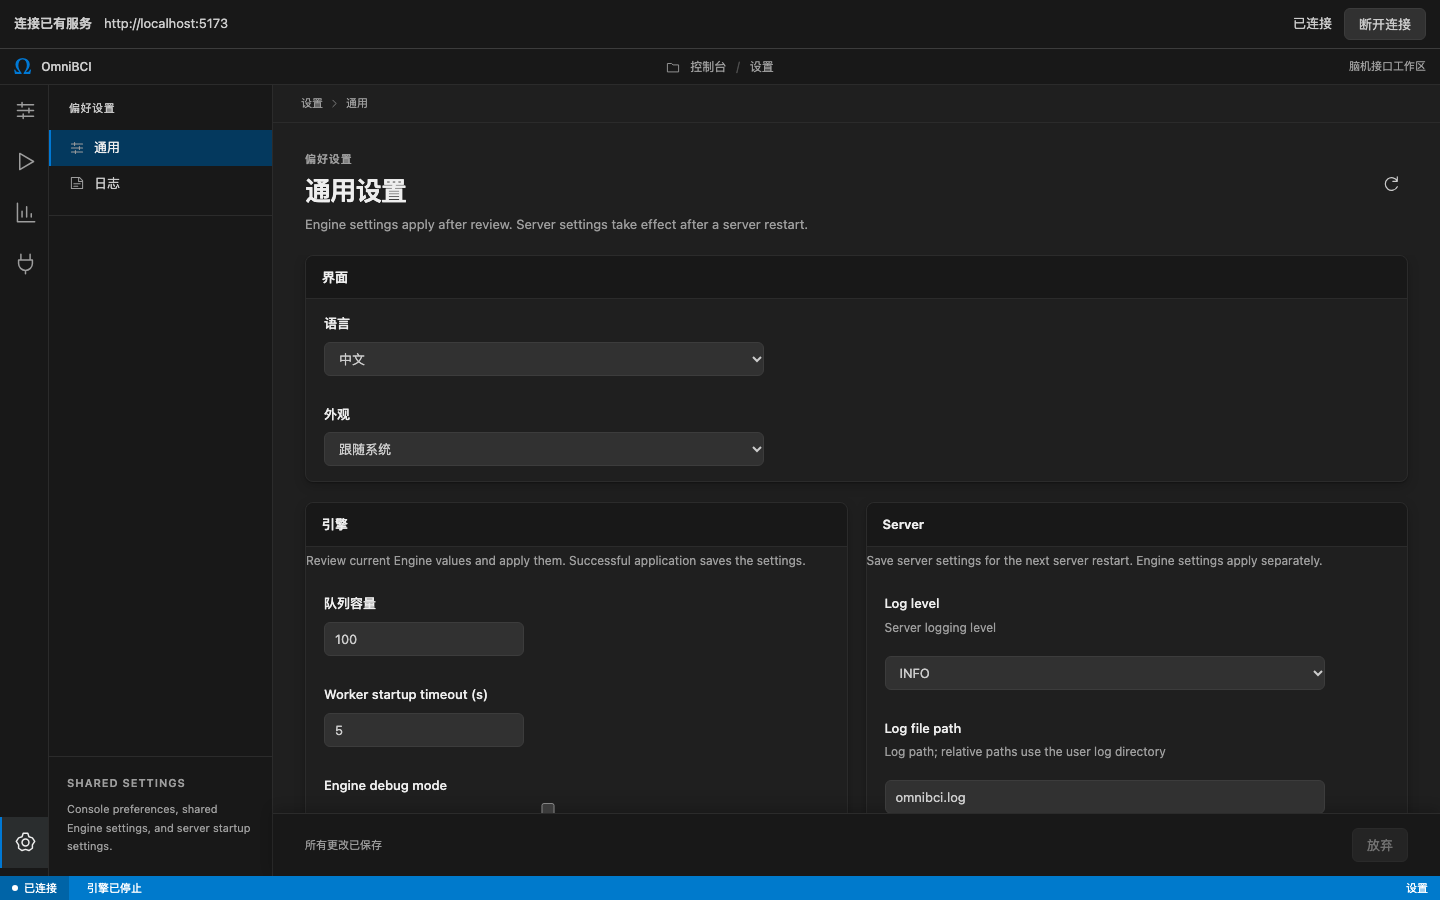 连接已有服务 http://localhost:5173 已连接 断开连接
OmniBCI 控制台 / 设置 脑机接口工作区
偏好设置
通用
日志
SHARED SETTINGS
Console preferences, shared
Engine settings, and server startup
settings.
设置 > 通用
偏好设置
通用设置
Engine settings apply after review. Server settings take effect after a server restart.
界面
语言
中文
外观
跟随系统
引擎
Review current Engine values and apply them. Successful application saves the settings.
队列容量
100
Worker startup timeout (s)
5
Engine debug mode
Server
Save server settings for the next server restart. Engine settings apply separately.
Log level
Server logging level
INFO
Log file path
Log path; relative paths use the user log directory
omnibci.log
所有更改已保存 放弃
已连接 引擎已停止 设置